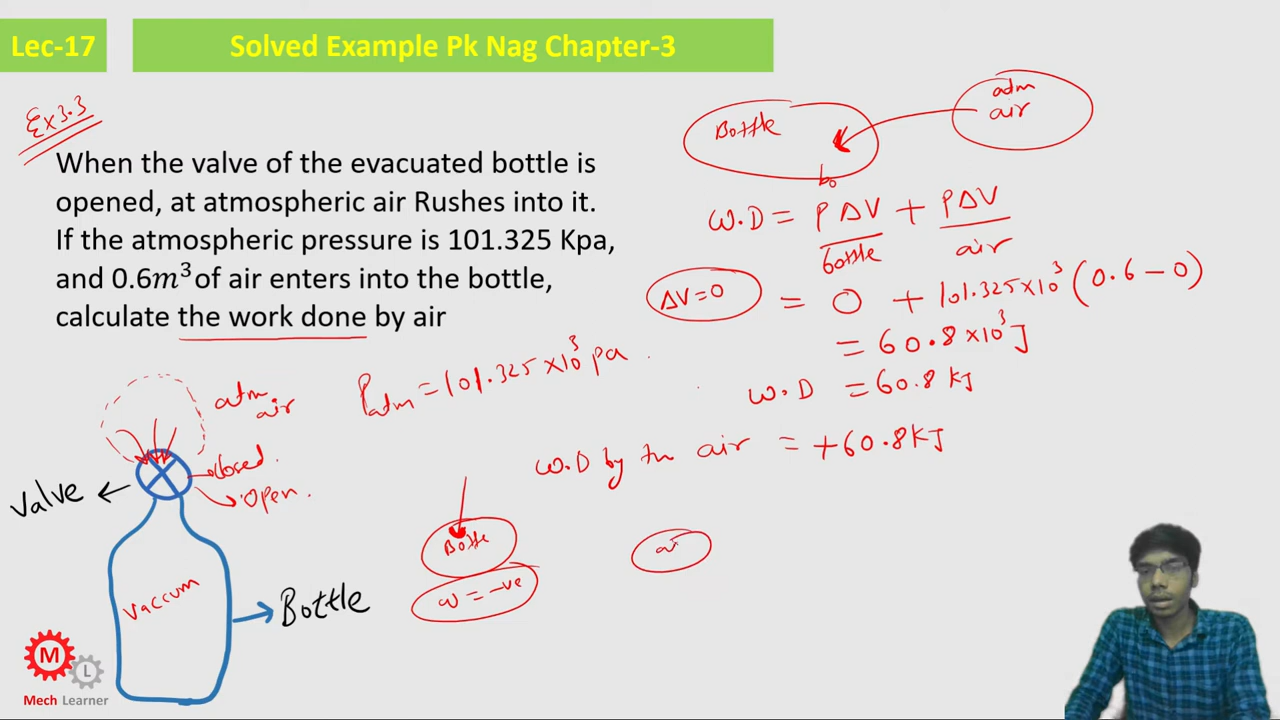 Lec-17
Solved Example Pk Nag Chapter-3
Ex 3.3
When the valve of the evacuated bottle is
opened, at atmospheric air Rushes into it.
If the atmospheric pressure is 101.325 Kpa,
and 0.6m³ of air enters into the bottle,
calculate the work done by air
Bottle
atm
air
W.D = P ΔV + PΔV
bottle air
ΔV=0
= 0 + 101.325×10³ (0.6 - 0)
= 60.8×10³ J
W.D = 60.8 KJ
W.D by the air = +60.8KJ
Patm = 101.325×10³ pa
atm
air
closed.
open.
Valve
Vaccum
Bottle
Bottle
w = -ve
M
L
Mech Learner